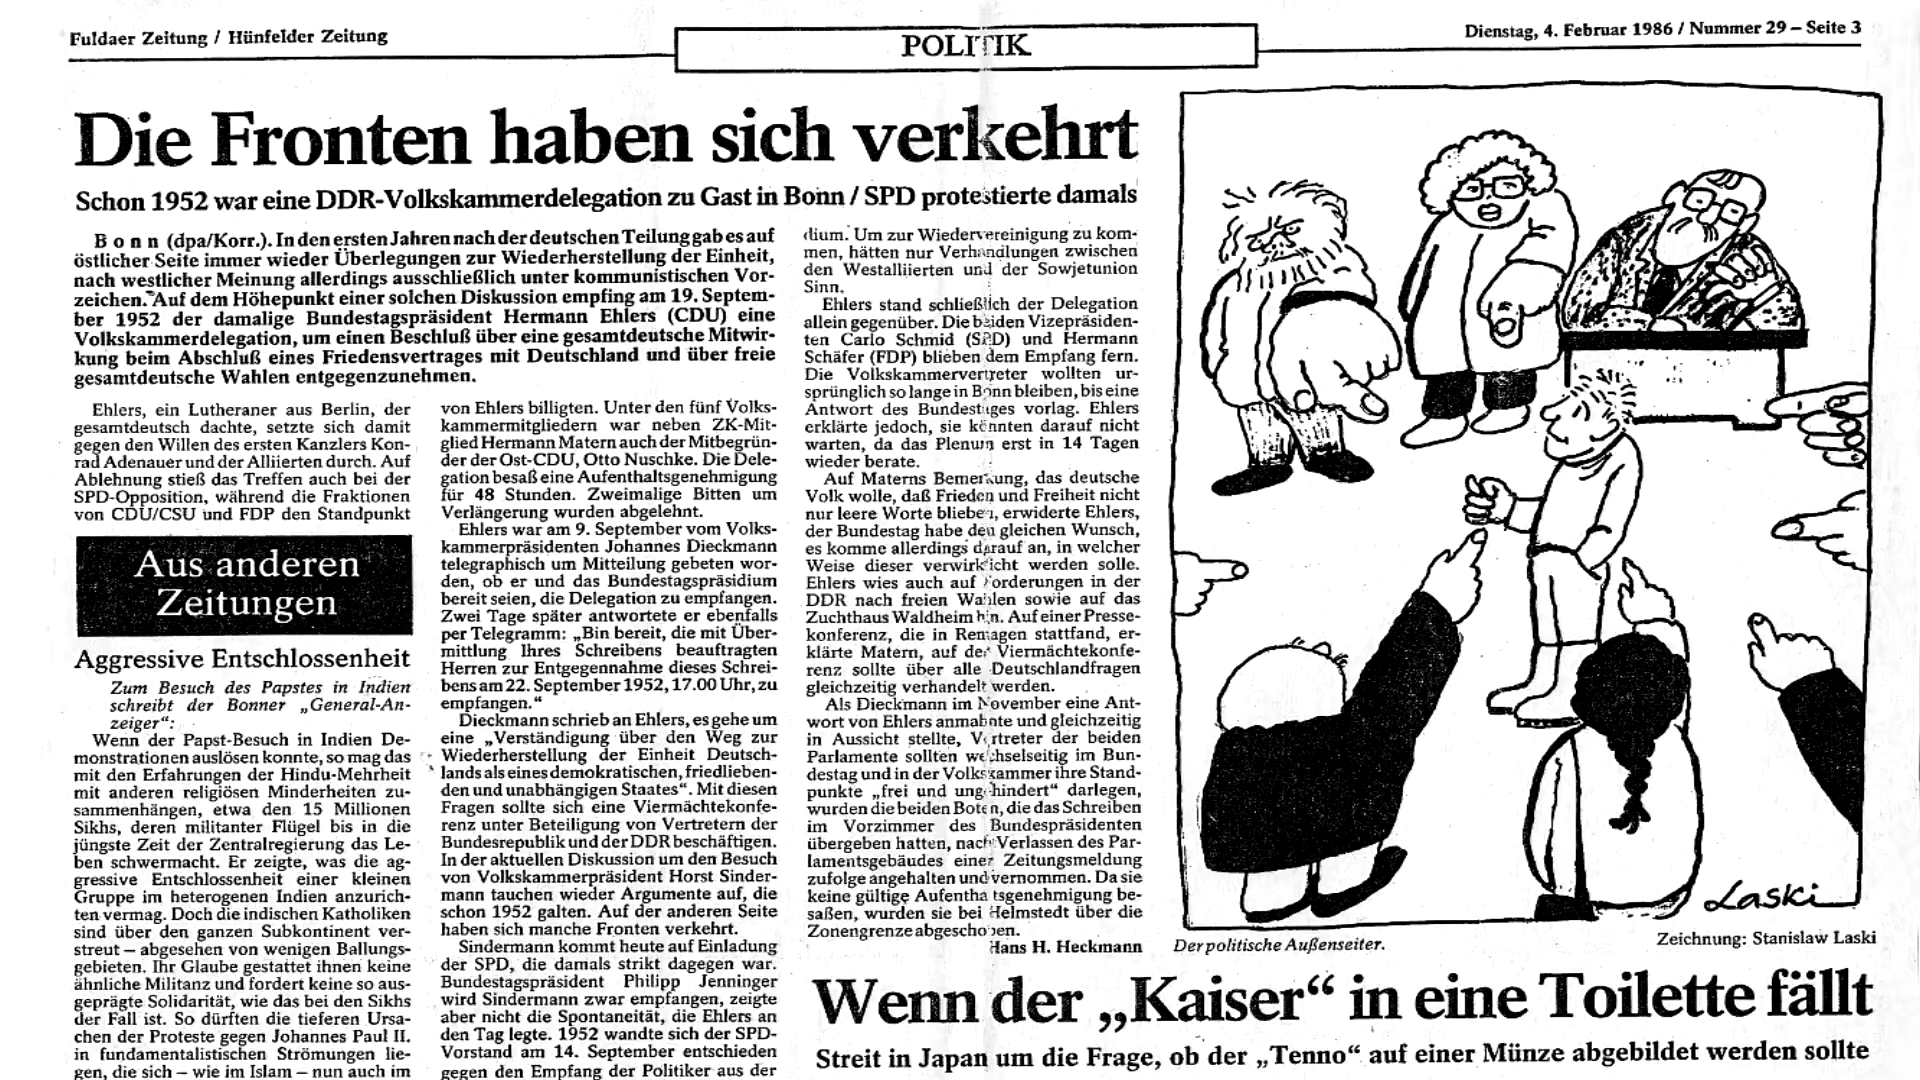 Fuldaer Zeitung / Hünfelder Zeitung
POLITIK
Dienstag, 4. Februar 1986 / Nummer 29 – Seite 3
Die Fronten haben sich verkehrt
Schon 1952 war eine DDR-Volkskammerdelegation zu Gast in Bonn / SPD protestierte damals
Bonn (dpa/Korr.). In den ersten Jahren nach der deutschen Teilung gab es auf
östlicher Seite immer wieder Überlegungen zur Wiederherstellung der Einheit,
nach westlicher Meinung allerdings ausschließlich unter kommunistischen Vor-
zeichen. Auf dem Höhepunkt einer solchen Diskussion empfing am 19. Septem-
ber 1952 der damalige Bundestagspräsident Hermann Ehlers (CDU) eine
Volkskammerdelegation, um einen Beschluß über eine gesamtdeutsche Mitwir-
kung beim Abschluß eines Friedensvertrages mit Deutschland und über freie
gesamtdeutsche Wahlen entgegenzunehmen.
Ehlers, ein Lutheraner aus Berlin, der
gesamtdeutsch dachte, setzte sich damit
gegen den Willen des ersten Kanzlers Kon-
rad Adenauer und der Alliierten durch. Auf
Ablehnung stieß das Treffen auch bei der
SPD-Opposition, während die Fraktionen
von CDU/CSU und FDP den Standpunkt
Aus anderen
Zeitungen
Aggressive Entschlossenheit
Zum Besuch des Papstes in Indien
schreibt der Bonner „General-An-
zeiger“:
Wenn der Papst-Besuch in Indien De-
monstrationen auslösen konnte, so mag das
mit den Erfahrungen der Hindu-Mehrheit
mit anderen religiösen Minderheiten zu-
sammenhängen, etwa den 15 Millionen
Sikhs, deren militanter Flügel bis in die
jüngste Zeit der Zentralregierung das Le-
ben schwermacht. Er zeigte, was die ag-
gressive Entschlossenheit einer kleinen
Gruppe im heterogenen Indien anzurich-
ten vermag. Doch die indischen Katholiken
sind über den ganzen Subkontinent ver-
streut – abgesehen von wenigen Ballungs-
gebieten. Ihr Glaube gestattet ihnen keine
ähnliche Militanz und fordert keine so aus-
geprägte Solidarität, wie das bei den Sikhs
der Fall ist. So dürften die tieferen Ursa-
chen der Proteste gegen Johannes Paul II.
in fundamentalistischen Strömungen lie-
gen, die sich – wie im Islam – nun auch im
von Ehlers billigten. Unter den fünf Volks-
kammermitgliedern war neben ZK-Mit-
glied Hermann Matern auch der Mitbegrün-
der der Ost-CDU, Otto Nuschke. Die Dele-
gation besaß eine Aufenthaltsgenehmigung
für 48 Stunden. Zweimalige Bitten um
Verlängerung wurden abgelehnt.
Ehlers war am 9. September vom Volks-
kammerpräsidenten Johannes Dieckmann
telegraphisch um Mitteilung gebeten wor-
den, ob er und das Bundestagspräsidium
bereit seien, die Delegation zu empfangen.
Zwei Tage später antwortete er ebenfalls
per Telegramm: „Bin bereit, die mit Über-
mittlung Ihres Schreibens beauftragten
Herren zur Entgegennahme dieses Schrei-
bens am 22. September 1952, 17.00 Uhr, zu
empfangen.“
Dieckmann schrieb an Ehlers, es gehe um
eine „Verständigung über den Weg zur
Wiederherstellung der Einheit Deutsch-
lands als eines demokratischen, friedlieben-
den und unabhängigen Staates“. Mit diesen
Fragen sollte sich eine Viermächtekonfe-
renz unter Beteiligung von Vertretern der
Bundesrepublik und der DDR beschäftigen.
In der aktuellen Diskussion um den Besuch
von Volkskammerpräsident Horst Sinder-
mann tauchen wieder Argumente auf, die
schon 1952 galten. Auf der anderen Seite
haben sich manche Fronten verkehrt.
Sindermann kommt heute auf Einladung
der SPD, die damals strikt dagegen war.
Bundestagspräsident Philipp Jenninger
wird Sindermann zwar empfangen, zeigte
aber nicht die Spontaneität, die Ehlers an
den Tag legte. 1952 wandte sich der SPD-
Vorstand am 14. September entschieden
gegen den Empfang der Politiker aus der
dium. Um zur Wiedervereinigung zu kom-
men, hätten nur Verhandlungen zwischen
den Westalliierten und der Sowjetunion
Sinn.
Ehlers stand schließlich der Delegation
allein gegenüber. Die beiden Vizepräsiden-
ten Carlo Schmid (SPD) und Hermann
Schäfer (FDP) blieben dem Empfang fern.
Die Volkskammervertreter wollten ur-
sprünglich so lange in Bonn bleiben, bis eine
Antwort des Bundestages vorlag. Ehlers
erklärte jedoch, sie könnten darauf nicht
warten, da das Plenum erst in 14 Tagen
wieder berate.
Auf Materns Bemerkung, das deutsche
Volk wolle, daß Frieden und Freiheit nicht
nur leere Worte blieben, erwiderte Ehlers,
der Bundestag habe den gleichen Wunsch,
es komme allerdings darauf an, in welcher
Weise dieser verwirklicht werden solle.
Ehlers wies auch auf Forderungen in der
DDR nach freien Wahlen sowie auf das
Zuchthaus Waldheim hin. Auf einer Presse-
konferenz, die in Remagen stattfand, er-
klärte Matern, auf der Viermächtekonfe-
renz sollte über alle Deutschlandfragen
gleichzeitig verhandelt werden.
Als Dieckmann im November eine Ant-
wort von Ehlers anmahnte und gleichzeitig
in Aussicht stellte, Vertreter der beiden
Parlamente sollten wechselseitig im Bun-
destag und in der Volkskammer ihre Stand-
punkte „frei und ungehindert“ darlegen,
wurden die beiden Boten, die das Schreiben
im Vorzimmer des Bundespräsidenten
übergeben hatten, nach Verlassen des Par-
lamentsgebäudes einer Zeitungsmeldung
zufolge angehalten und vernommen. Da sie
keine gültige Aufenthaltsgenehmigung be-
saßen, wurden sie bei Helmstedt über die
Zonengrenze abgeschoben.
Hans H. Heckmann
Laski
Der politische Außenseiter.
Zeichnung: Stanislaw Laski
Wenn der „Kaiser“ in eine Toilette fällt
Streit in Japan um die Frage, ob der „Tenno“ auf einer Münze abgebildet werden sollte